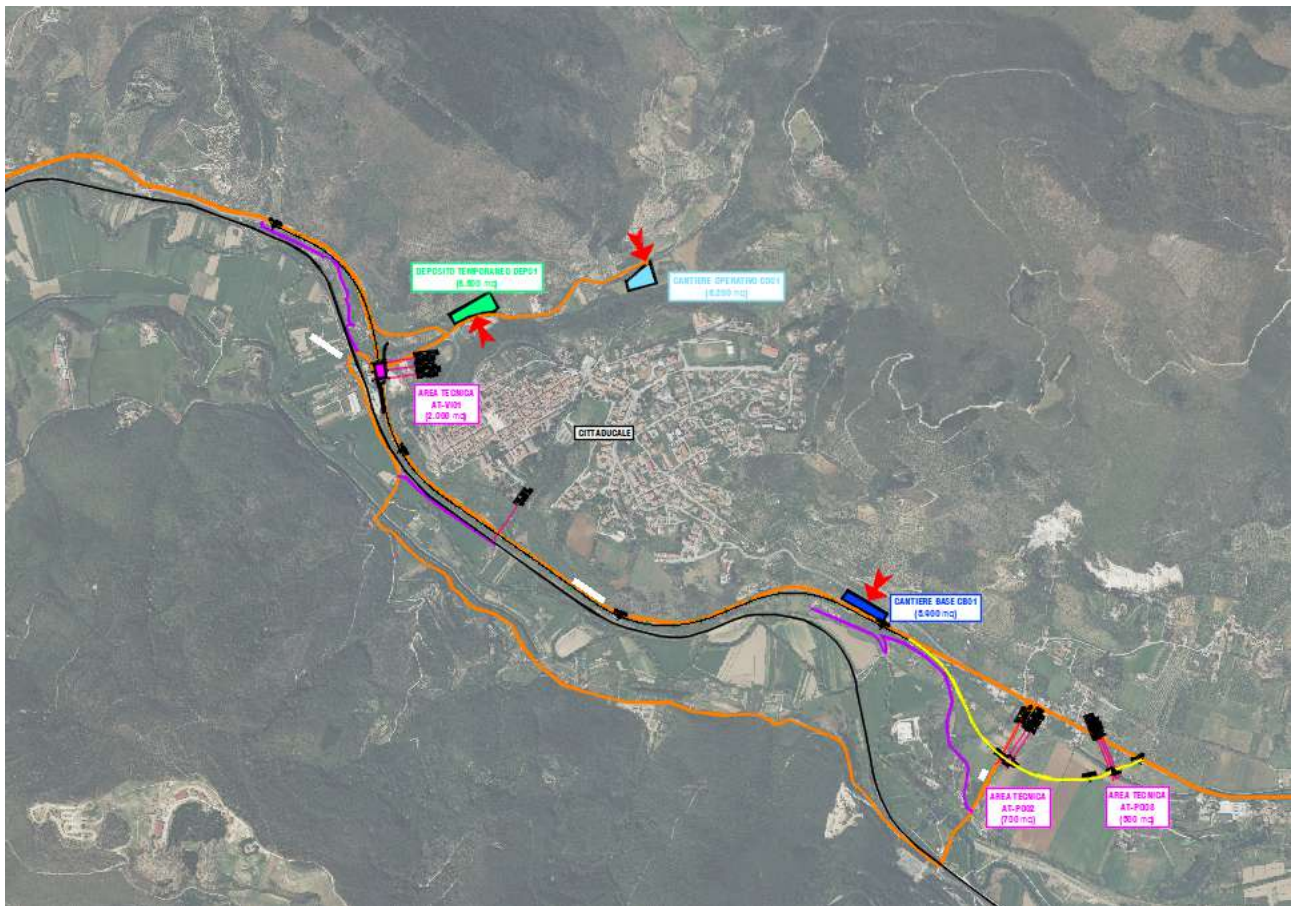 DEPOSITO TEMPORANEO DEP01
(6.500 mq)
CANTIERE OPERATIVO CO01
(6.200 mq)
AREA TECNICA
AT-VI01
(2.000 mq)
CITTADUCALE
CANTIERE BASE CB01
(5.900 mq)
AREA TECNICA
AT-PO02
(700 mq)
AREA TECNICA
AT-PO03
(500 mq)